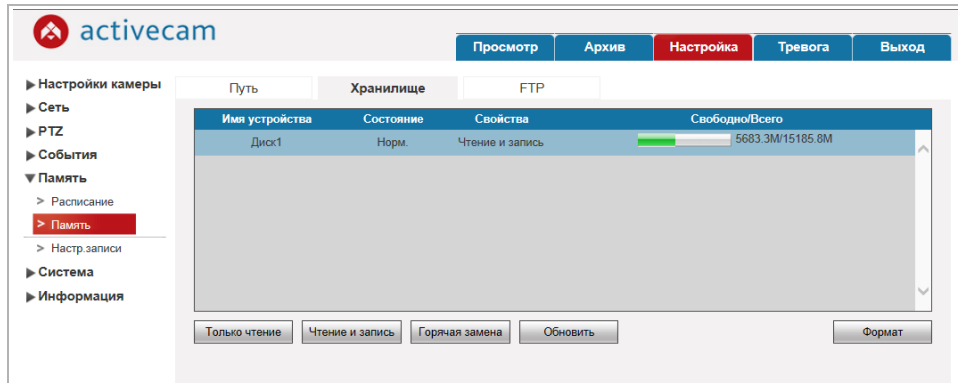 activecam
Просмотр Архив Настройка Тревога Выход
Настройки камеры
Сеть
PTZ
События
Память
> Расписание
> Память
> Настр.записи
Система
Информация
Путь Хранилище FTP
Имя устройства Состояние Свойства Свободно/Всего
Диск1 Норм. Чтение и запись 5683.3M/15185.8M
Только чтение Чтение и запись Горячая замена Обновить Формат